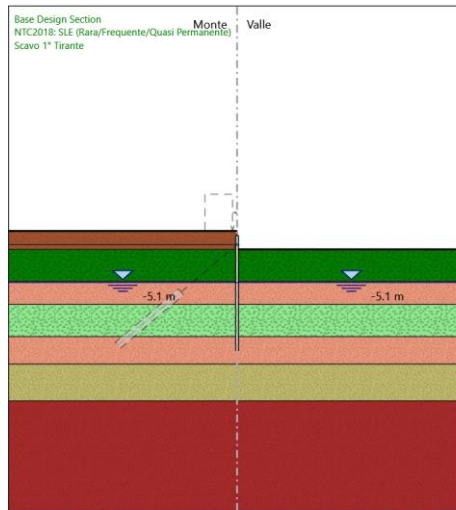 Base Design Section
NTC2018: SLE (Rara/Frequente/Quasi Permanente)
Scavo 1° Tirante
Monte Valle
-5.1 m -5.1 m